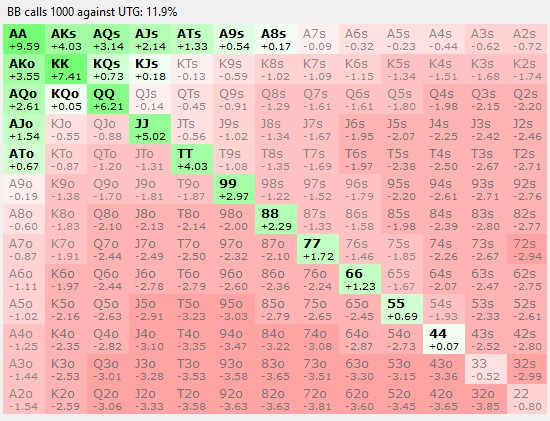 BB calls 1000 against UTG: 11.9%
AA AKs AQs AJs ATs A9s A8s A7s A6s A5s A4s A3s A2s
+9.59 +4.03 +3.14 +2.14 +1.33 +0.54 +0.17 -0.09 -0.32 -0.23 -0.44 -0.62 -0.72
AKo KK KQs KJs KTs K9s K8s K7s K6s K5s K4s K3s K2s
+3.55 +7.41 +0.73 +0.18 -0.13 -0.59 -1.02 -1.09 -1.15 -1.34 -1.51 -1.68 -1.74
AQo KQo QQ QJs QTs Q9s Q8s Q7s Q6s Q5s Q4s Q3s Q2s
+2.61 +0.05 +6.21 -0.14 -0.45 -0.91 -1.29 -1.61 -1.61 -1.80 -1.98 -2.15 -2.20
AJo KJo QJo JJ JTs J9s J8s J7s J6s J5s J4s J3s J2s
+1.54 -0.55 -0.88 +5.02 -0.56 -1.02 -1.34 -1.67 -1.95 -2.07 -2.25 -2.42 -2.46
ATo KTo QTo JTo TT T9s T8s T7s T6s T5s T4s T3s T2s
+0.67 -0.87 -1.20 -1.31 +4.03 -1.08 -1.35 -1.69 -1.97 -2.38 -2.50 -2.67 -2.71
A9o K9o Q9o J9o T9o 99 98s 97s 96s 95s 94s 93s 92s
-0.19 -1.38 -1.70 -1.81 -1.87 +2.97 -1.22 -1.52 -1.79 -2.20 -2.61 -2.71 -2.76
A8o K8o Q8o J8o T8o 98o 88 87s 86s 85s 84s 83s 82s
-0.60 -1.83 -2.10 -2.13 -2.14 -2.00 +2.29 -1.33 -1.58 -1.98 -2.39 -2.80 -2.77
A7o K7o Q7o J7o T7o 97o 87o 77 76s 75s 74s 73s 72s
-0.87 -1.91 -2.44 -2.50 -2.50 -2.32 -2.10 +1.72 -1.46 -1.85 -2.26 -2.67 -2.94
A6o K6o Q6o J6o T6o 96o 86o 76o 66 65s 64s 63s 62s
-1.11 -1.97 -2.44 -2.78 -2.79 -2.60 -2.36 -2.24 +1.23 -1.67 -2.07 -2.47 -2.75
A5o K5o Q5o J5o T5o 95o 85o 75o 65o 55 54s 53s 52s
-1.02 -2.16 -2.63 -2.91 -3.23 -3.03 -2.79 -2.65 -2.45 +0.69 -1.93 -2.33 -2.61
A4o K4o Q4o J4o T4o 94o 84o 74o 64o 54o 44 43s 42s
-1.25 -2.35 -2.82 -3.10 -3.35 -3.47 -3.22 -3.08 -2.87 -2.73 +0.07 -2.52 -2.80
A3o K3o Q3o J3o T3o 93o 83o 73o 63o 53o 43o 33 32s
-1.44 -2.53 -3.01 -3.28 -3.53 -3.58 -3.65 -3.51 -3.30 -3.15 -3.36 -0.52 -2.99
A2o K2o Q2o J2o T2o 92o 82o 72o 62o 52o 42o 32o 22
-1.54 -2.59 -3.06 -3.33 -3.58 -3.63 -3.63 -3.81 -3.60 -3.45 -3.65 -3.85 -0.80